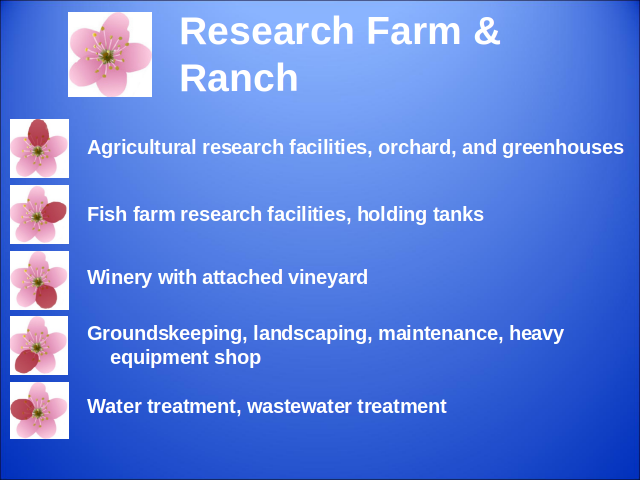 Research Farm &
Ranch
Agricultural research facilities, orchard, and greenhouses
Fish farm research facilities, holding tanks
Winery with attached vineyard
Groundskeeping, landscaping, maintenance, heavy
equipment shop
Water treatment, wastewater treatment